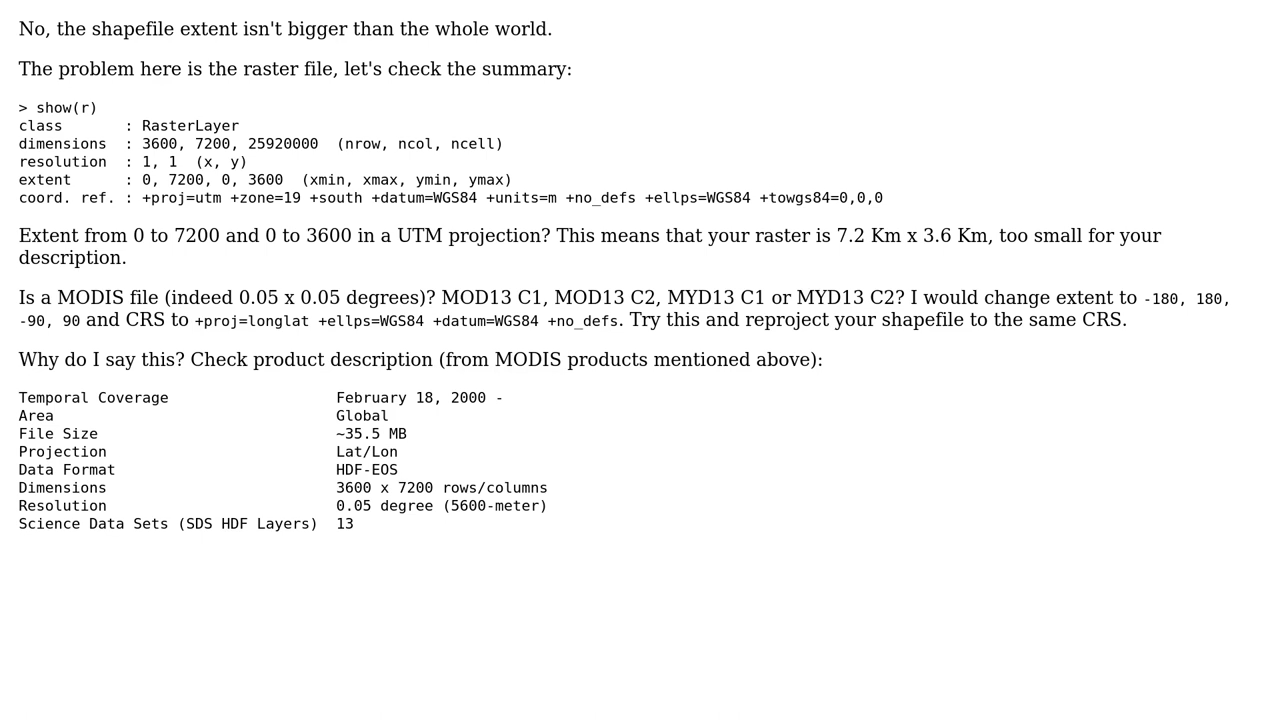 No, the shapefile extent isn't bigger than the whole world.
The problem here is the raster file, let's check the summary:
> show(r)
class       : RasterLayer
dimensions  : 3600, 7200, 25920000  (nrow, ncol, ncell)
resolution  : 1, 1  (x, y)
extent      : 0, 7200, 0, 3600  (xmin, xmax, ymin, ymax)
coord. ref. : +proj=utm +zone=19 +south +datum=WGS84 +units=m +no_defs +ellps=WGS84 +towgs84=0,0,0
Extent from 0 to 7200 and 0 to 3600 in a UTM projection? This means that your raster is 7.2 Km x 3.6 Km, too small for your
description.
Is a MODIS file (indeed 0.05 x 0.05 degrees)? MOD13 C1, MOD13 C2, MYD13 C1 or MYD13 C2? I would change extent to -180, 180,
-90, 90 and CRS to +proj=longlat +ellps=WGS84 +datum=WGS84 +no_defs. Try this and reproject your shapefile to the same CRS.
Why do I say this? Check product description (from MODIS products mentioned above):
Temporal Coverage                   February 18, 2000 -
Area                                Global
File Size                           ~35.5 MB
Projection                          Lat/Lon
Data Format                         HDF-EOS
Dimensions                          3600 x 7200 rows/columns
Resolution                          0.05 degree (5600-meter)
Science Data Sets (SDS HDF Layers)  13